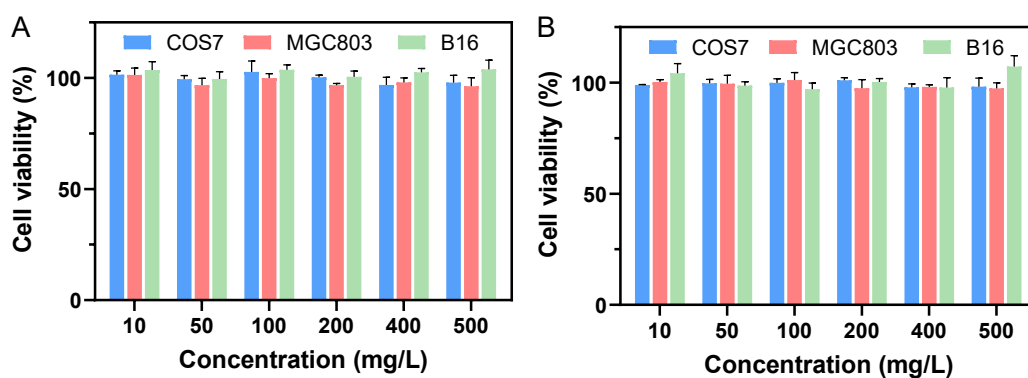 A
COS7 MGC803 B16
Cell viability (%)
100
50
0
10 50 100 200 400 500
Concentration (mg/L)
B
COS7 MGC803 B16
Cell viability (%)
100
50
0
10 50 100 200 400 500
Concentration (mg/L)